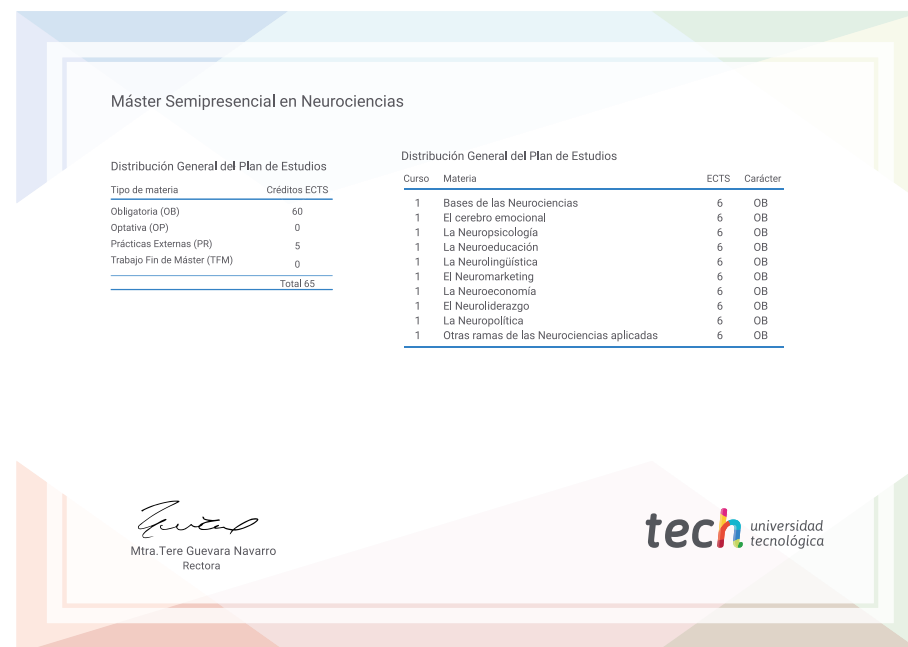 Máster Semipresencial en Neurociencias
Distribución General del Plan de Estudios
Tipo de materia Créditos ECTS
Obligatoria (OB) 60
Optativa (OP) 0
Prácticas Externas (PR) 5
Trabajo Fin de Máster (TFM) 0
Total 65
Distribución General del Plan de Estudios
Curso Materia ECTS Carácter
1 Bases de las Neurociencias 6 OB
1 El cerebro emocional 6 OB
1 La Neuropsicología 6 OB
1 La Neuroeducación 6 OB
1 La Neurolingüística 6 OB
1 El Neuromarketing 6 OB
1 La Neuroeconomía 6 OB
1 El Neuroliderazgo 6 OB
1 La Neuropolítica 6 OB
1 Otras ramas de las Neurociencias aplicadas 6 OB
Mtra.Tere Guevara Navarro
Rectora
tech universidad
tecnológica